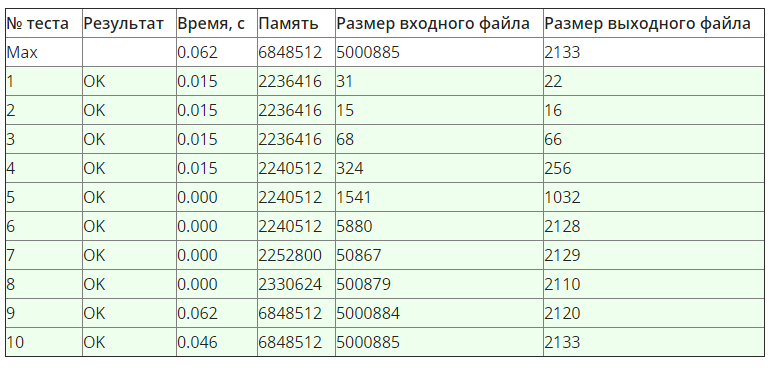 № теста Результат Время, с Память Размер входного файла Размер выходного файла
Max 0.062 6848512 5000885 2133
1 OK 0.015 2236416 31 22
2 OK 0.015 2236416 15 16
3 OK 0.015 2236416 68 66
4 OK 0.015 2240512 324 256
5 OK 0.000 2240512 1541 1032
6 OK 0.000 2240512 5880 2128
7 OK 0.000 2252800 50867 2129
8 OK 0.000 2330624 500879 2110
9 OK 0.062 6848512 5000884 2120
10 OK 0.046 6848512 5000885 2133